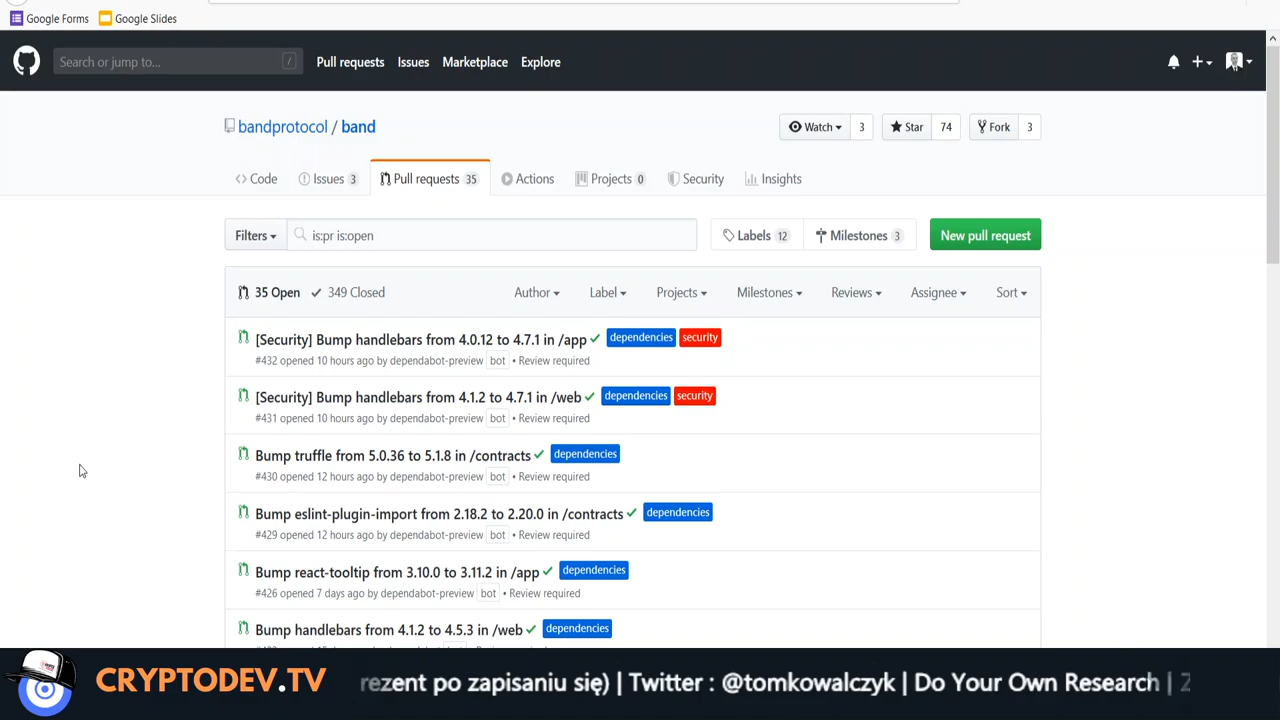 Google Forms Google Slides
Search or jump to... / Pull requests Issues Marketplace Explore
bandprotocol / band Watch 3 Star 74 Fork 3
Code Issues 3 Pull requests 35 Actions Projects 0 Security Insights
Filters is:pr is:open Labels 12 Milestones 3 New pull request
35 Open 349 Closed Author Label Projects Milestones Reviews Assignee Sort
[Security] Bump handlebars from 4.0.12 to 4.7.1 in /app dependencies security
#432 opened 10 hours ago by dependabot-preview bot • Review required
[Security] Bump handlebars from 4.1.2 to 4.7.1 in /web dependencies security
#431 opened 10 hours ago by dependabot-preview bot • Review required
Bump truffle from 5.0.36 to 5.1.8 in /contracts dependencies
#430 opened 12 hours ago by dependabot-preview bot • Review required
Bump eslint-plugin-import from 2.18.2 to 2.20.0 in /contracts dependencies
#429 opened 12 hours ago by dependabot-preview bot • Review required
Bump react-tooltip from 3.10.0 to 3.11.2 in /app dependencies
#426 opened 7 days ago by dependabot-preview bot • Review required
Bump handlebars from 4.1.2 to 4.5.3 in /web dependencies
CRYPTODEV.TV rezent po zapisaniu się) | Twitter : @tomkowalczyk | Do Your Own Research | Z